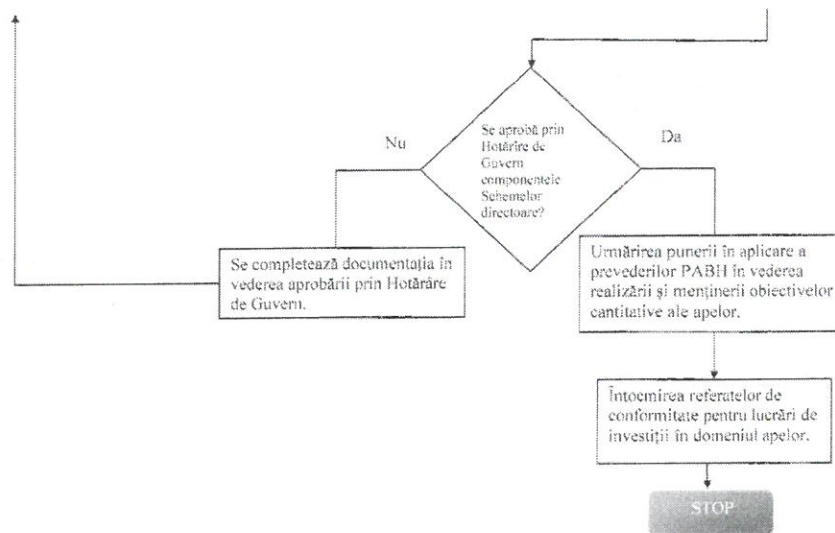 Nu
Se aprobă prin
Hotărîre de
Guvern
componentele
Schemelor
directoare?
Da
Se completează documentația în
vederea aprobării prin Hotărâre
de Guvern.
Urmărirea punerii în aplicare a
prevederilor PABH în vederea
realizării și menținerii obiectivelor
cantitative ale apelor.
Întocmirea referatelor de
conformitate pentru lucrări de
investiții în domeniul apelor.
STOP